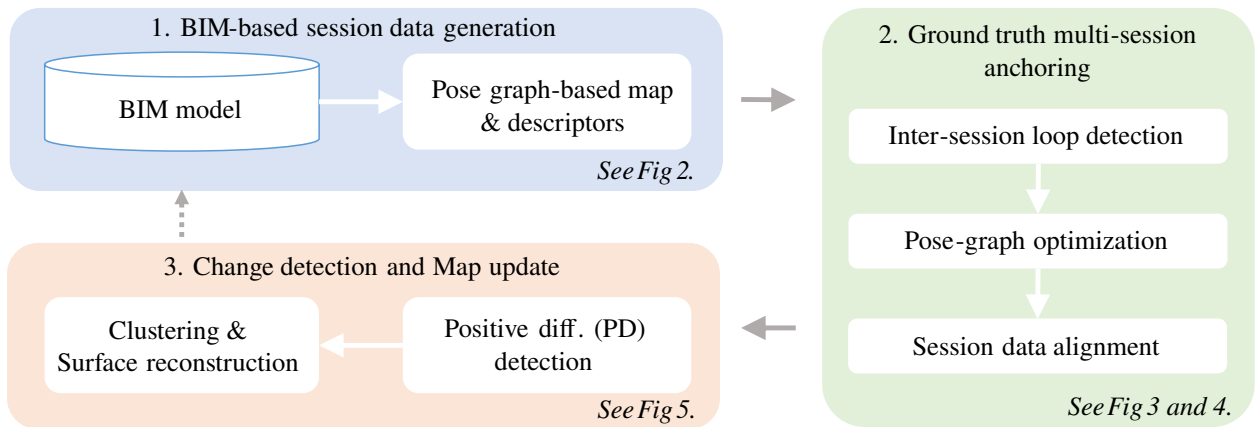 1. BIM-based session data generation
BIM model
Pose graph-based map
& descriptors
See Fig 2.
2. Ground truth multi-session
anchoring
Inter-session loop detection
Pose-graph optimization
Session data alignment
See Fig 3 and 4.
3. Change detection and Map update
Positive diff. (PD)
detection
Clustering &
Surface reconstruction
See Fig 5.